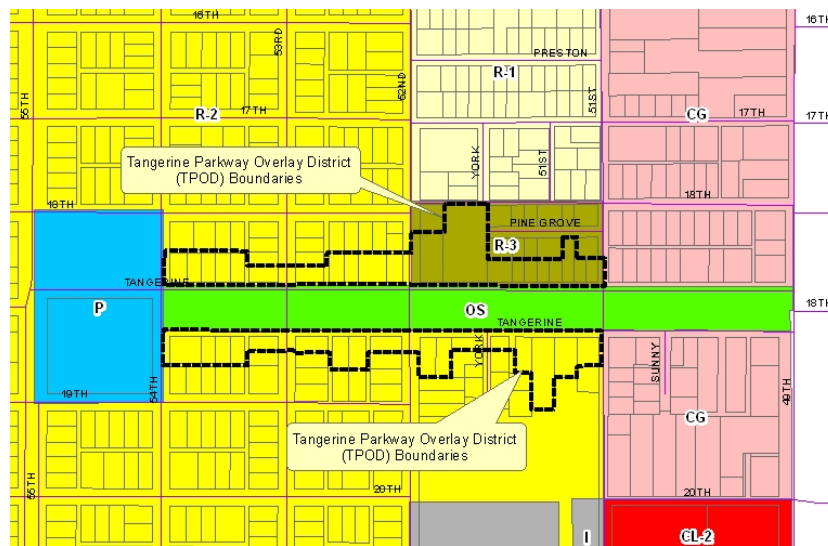 16TH
16TH
53RD
52ND
PRESTON
R-1
55TH
51ST
R-2
17TH
CG
17TH
17TH
Tangerine Parkway Overlay District
(TPOD) Boundaries
YORK
51ST
18TH
18TH
PINE GROVE
R-3
TANGERINE
P
OS
18TH
TANGERINE
YORK
SUNNY
19TH
54TH
49TH
CG
Tangerine Parkway Overlay District
(TPOD) Boundaries
55TH
20TH
20TH
I
CL-2